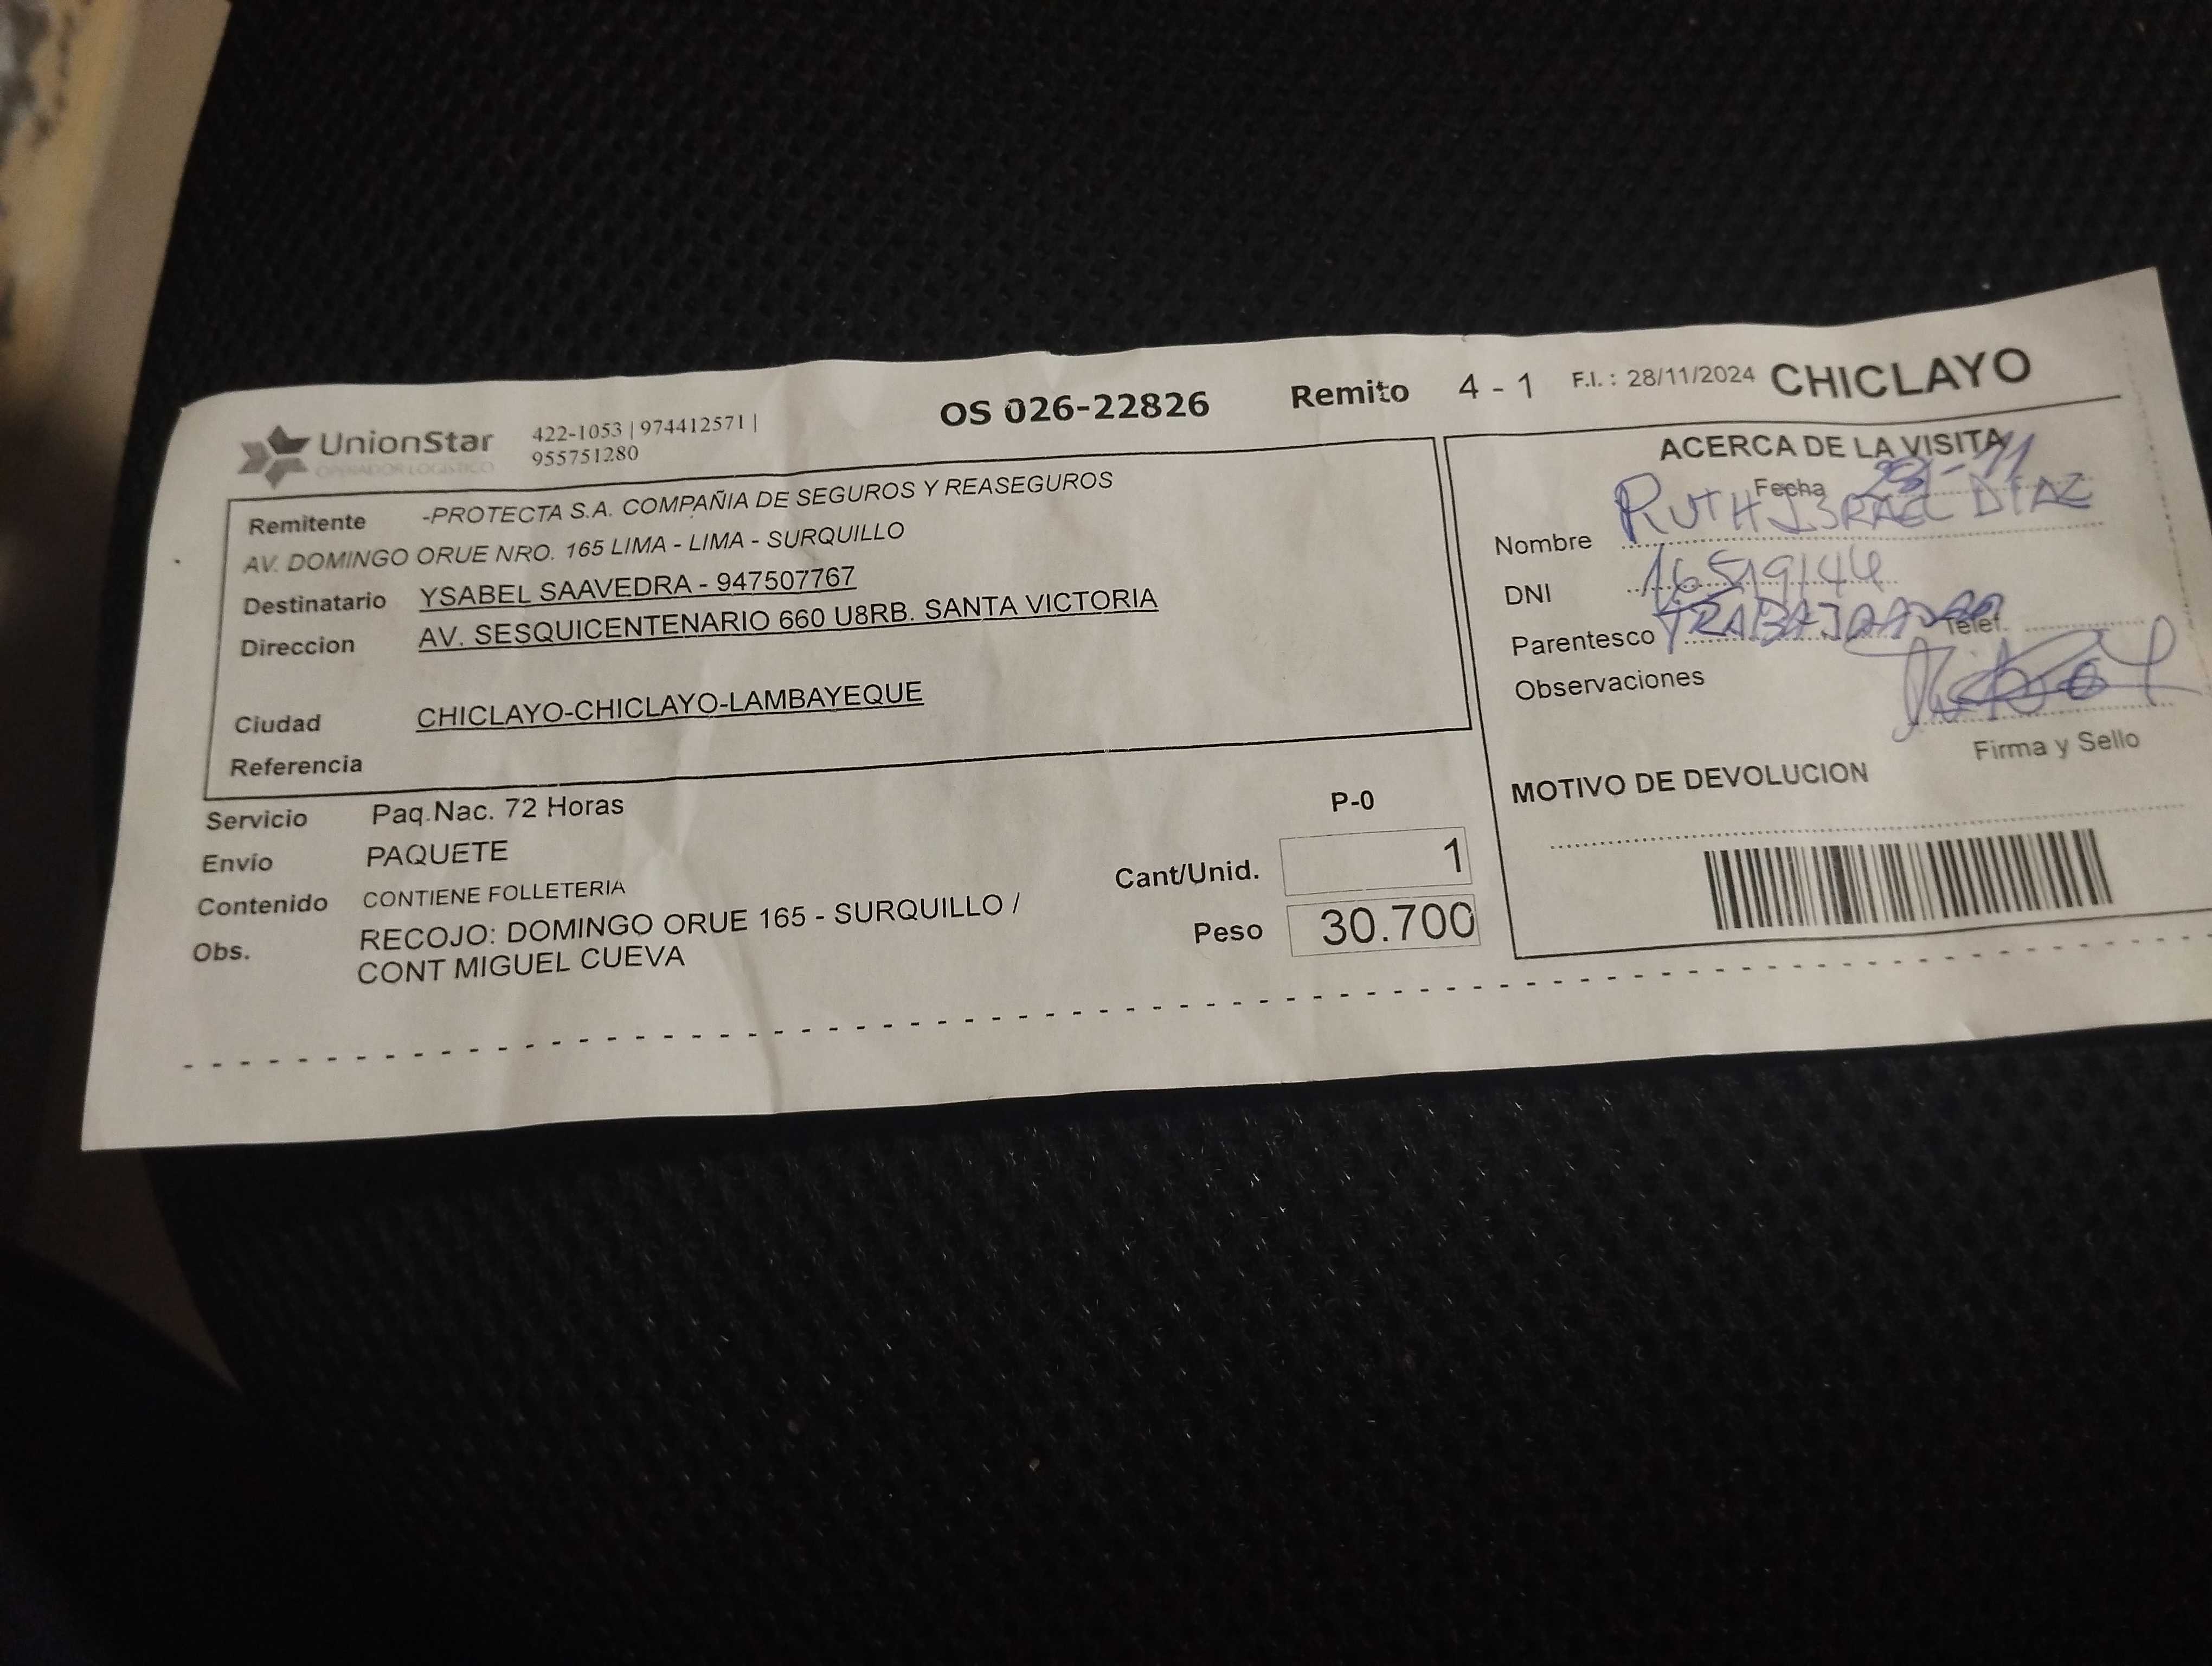 UnionStar
OPERADOR LOGISTICO
422-1053 | 974412571 |
955751280
OS 026-22826 Remito 4 - 1 F.I. : 28/11/2024 CHICLAYO
Remitente -PROTECTA S.A. COMPAÑIA DE SEGUROS Y REASEGUROS
AV. DOMINGO ORUE NRO. 165 LIMA - LIMA - SURQUILLO
Destinatario YSABEL SAAVEDRA - 947507767
Direccion AV. SESQUICENTENARIO 660 U8RB. SANTA VICTORIA
Ciudad CHICLAYO-CHICLAYO-LAMBAYEQUE
Referencia
Servicio Paq.Nac. 72 Horas
Envío PAQUETE
Contenido CONTIENE FOLLETERIA
Obs. RECOJO: DOMINGO ORUE 165 - SURQUILLO /
CONT MIGUEL CUEVA
P-0
Cant/Unid. 1
Peso 30.700
ACERCA DE LA VISITA
Fecha
Nombre RUTH ISRAEL DIAZ
DNI 16519144
Parentesco TRABAJADOR Telef.
Observaciones
Firma y Sello
MOTIVO DE DEVOLUCION